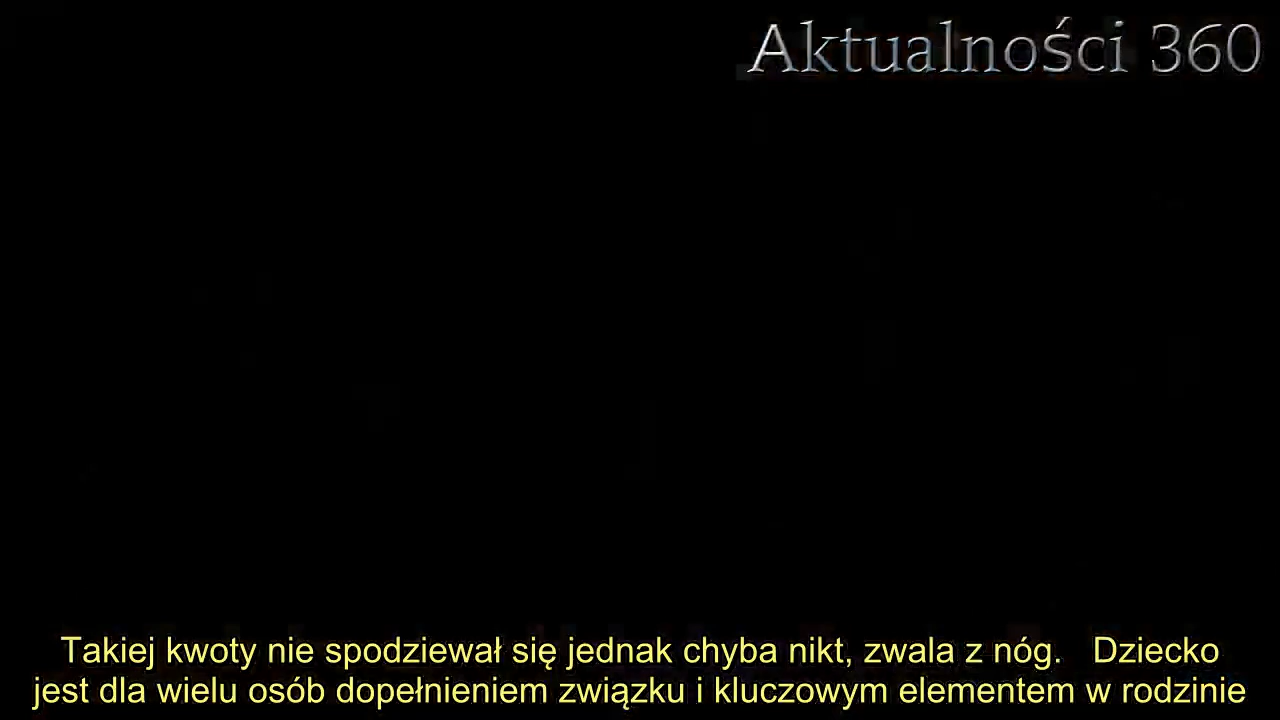 Aktualności 360
Takiej kwoty nie spodziewał się jednak chyba nikt, zwala z nóg.   Dziecko
jest dla wielu osób dopełnieniem związku i kluczowym elementem w rodzinie